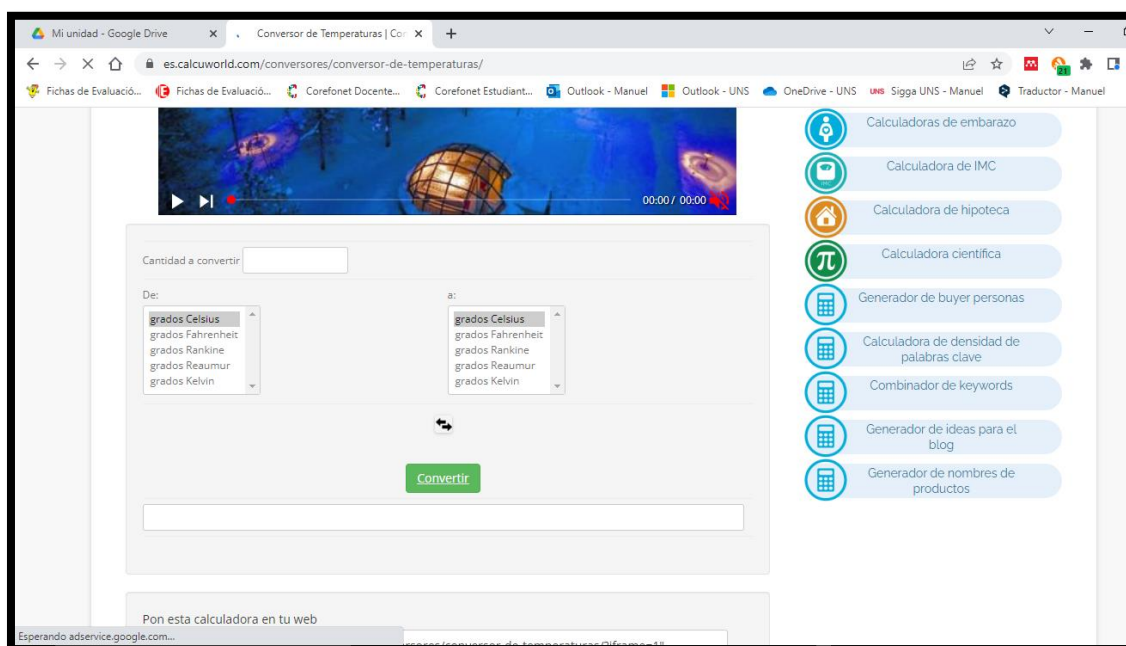 Mi unidad - Google Drive
Conversor de Temperaturas | Co
es.calcuworld.com/conversores/conversor-de-temperaturas/
21
Fichas de Evaluació... Fichas de Evaluació... Corefonet Docente... Corefonet Estudiant... Outlook - Manuel Outlook - UNS OneDrive - UNS UNS Sigga UNS - Manuel Traductor - Manuel
00:00 / 00:00
Cantidad a convertir
De:
grados Celsius
grados Fahrenheit
grados Rankine
grados Reaumur
grados Kelvin
a:
grados Celsius
grados Fahrenheit
grados Rankine
grados Reaumur
grados Kelvin
Convertir
Pon esta calculadora en tu web
Esperando adservice.google.com...
Calculadoras de embarazo
Calculadora de IMC
Calculadora de hipoteca
π
Calculadora científica
Generador de buyer personas
Calculadora de densidad de
palabras clave
Combinador de keywords
Generador de ideas para el
blog
Generador de nombres de
productos